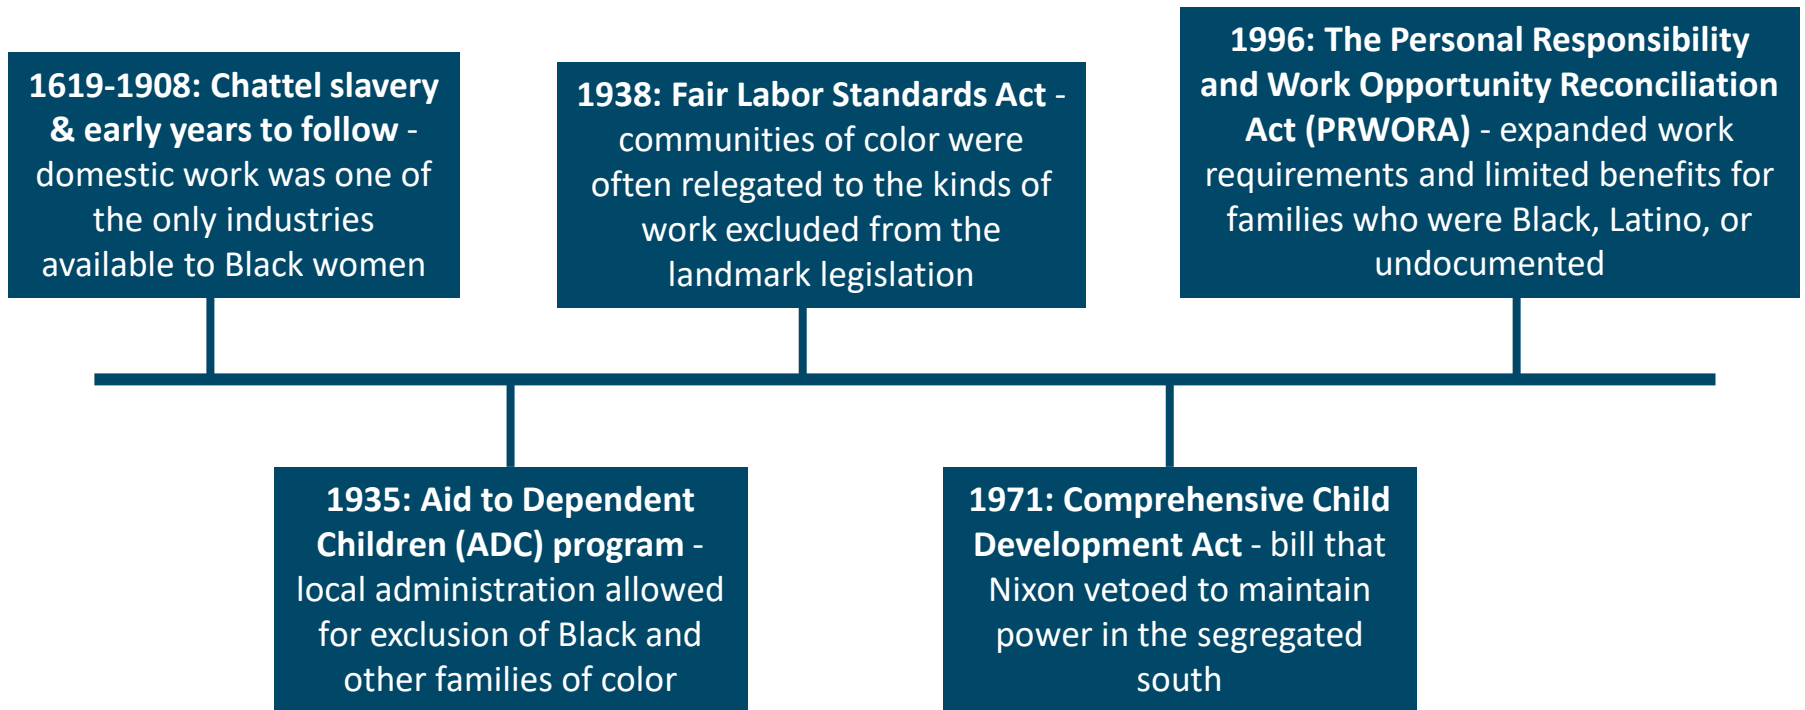 1619-1908: Chattel slavery
& early years to follow -
domestic work was one of
the only industries
available to Black women
1935: Aid to Dependent
Children (ADC) program -
local administration allowed
for exclusion of Black and
other families of color
1938: Fair Labor Standards Act -
communities of color were
often relegated to the kinds of
work excluded from the
landmark legislation
1971: Comprehensive Child
Development Act - bill that
Nixon vetoed to maintain
power in the segregated
south
1996: The Personal Responsibility
and Work Opportunity Reconciliation
Act (PRWORA) - expanded work
requirements and limited benefits for
families who were Black, Latino, or
undocumented